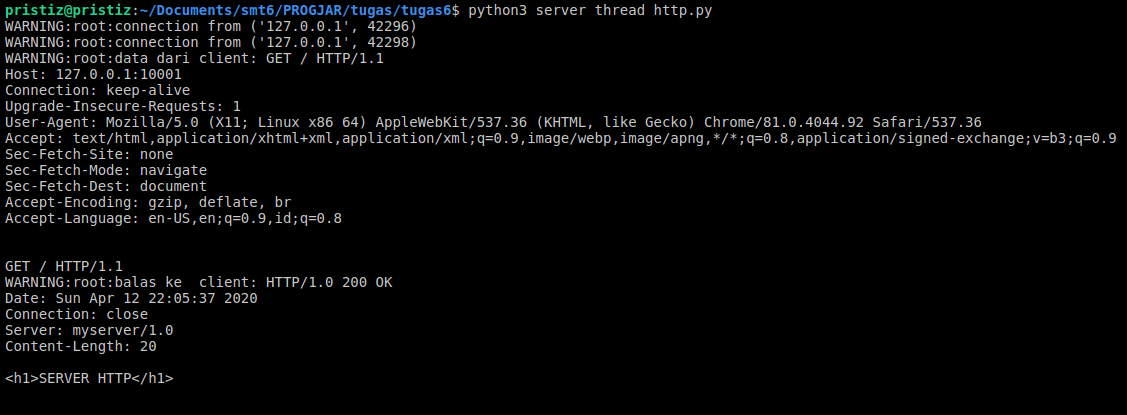 pristiz@pristiz:~/Documents/smt6/PROGJAR/tugas/tugas6$ python3 server thread http.py
WARNING:root:connection from ('127.0.0.1', 42296)
WARNING:root:connection from ('127.0.0.1', 42298)
WARNING:root:data dari client: GET / HTTP/1.1
Host: 127.0.0.1:10001
Connection: keep-alive
Upgrade-Insecure-Requests: 1
User-Agent: Mozilla/5.0 (X11; Linux x86 64) AppleWebKit/537.36 (KHTML, like Gecko) Chrome/81.0.4044.92 Safari/537.36
Accept: text/html,application/xhtml+xml,application/xml;q=0.9,image/webp,image/apng,*/*;q=0.8,application/signed-exchange;v=b3;q=0.9
Sec-Fetch-Site: none
Sec-Fetch-Mode: navigate
Sec-Fetch-Dest: document
Accept-Encoding: gzip, deflate, br
Accept-Language: en-US,en;q=0.9,id;q=0.8
GET / HTTP/1.1
WARNING:root:balas ke  client: HTTP/1.0 200 OK
Date: Sun Apr 12 22:05:37 2020
Connection: close
Server: myserver/1.0
Content-Length: 20
<h1>SERVER HTTP</h1>